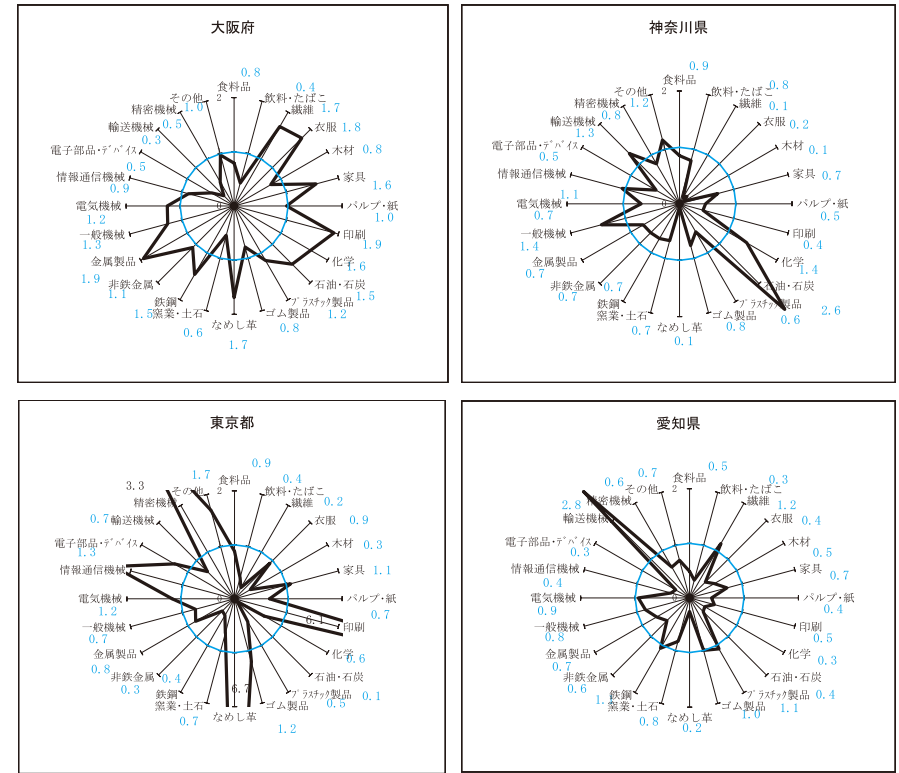 大阪府
0.8
食料品
0.4
その他
2
飲料・たばこ
精密機械
1.0
繊維
1.7
輸送機械
0.5
衣服
1.8
0.3
電子部品・デバイス
木材
0.8
0.5
情報通信機械
家具
0.9
1.6
電気機械
0
パルプ・紙
1.2
1.0
一般機械
印刷
1.3
1.9
金属製品
化学
1.6
1.9
非鉄金属
石油・石炭
1.1
1.5
鉄鋼
プラスチック製品
1.5
窯業・土石
ゴム製品
1.2
なめし革
0.6
0.8
1.7
神奈川県
0.9
食料品
0.8
その他
2
飲料・たばこ
精密機械
1.2
繊維
0.1
輸送機械
0.8
衣服
0.2
1.3
電子部品・デバイス
木材
0.1
0.5
情報通信機械
家具
0.7
1.1
電気機械
0
パルプ・紙
0.7
0.5
一般機械
印刷
1.4
0.4
金属製品
化学
0.7
1.4
非鉄金属
0.7
石油・石炭
0.7
鉄鋼
プラスチック製品
2.6
窯業・土石
ゴム製品
0.6
なめし革
0.7
0.8
0.1
東京都
0.9
食料品
1.7
0.4
3.3
その他
2
飲料・たばこ
精密機械
繊維
0.2
0.7
輸送機械
衣服
0.9
電子部品・デバイス
木材
0.3
1.3
情報通信機械
家具
1.1
電気機械
パルプ・紙
1.2
0.7
一般機械
6.1
印刷
0.7
金属製品
化学
0.6
0.8
非鉄金属
0.4
石油・石炭
0.3
6.7
鉄鋼
プラスチック製品
0.1
窯業・土石
ゴム製品
0.5
なめし革
0.7
1.2
愛知県
0.5
0.7
食料品
0.6
0.3
その他
2
飲料・たばこ
2.8
精密機械
繊維
1.2
輸送機械
衣服
0.4
電子部品・デバイス
木材
0.3
0.5
情報通信機械
家具
0.4
0.7
電気機械
0
パルプ・紙
0.9
0.4
一般機械
印刷
0.8
0.5
金属製品
化学
0.7
0.3
非鉄金属
石油・石炭
0.6
鉄鋼
プラスチック製品
0.4
窯業・土石
ゴム製品
1.1
なめし革
0.8
1.0
0.2